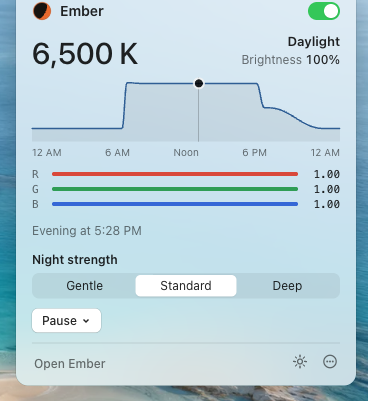 Ember
6,500 K
Daylight
Brightness 100%
12 AM 6 AM Noon 6 PM 12 AM
R 1.00
G 1.00
B 1.00
Evening at 5:28 PM
Night strength
Gentle Standard Deep
Pause
Open Ember